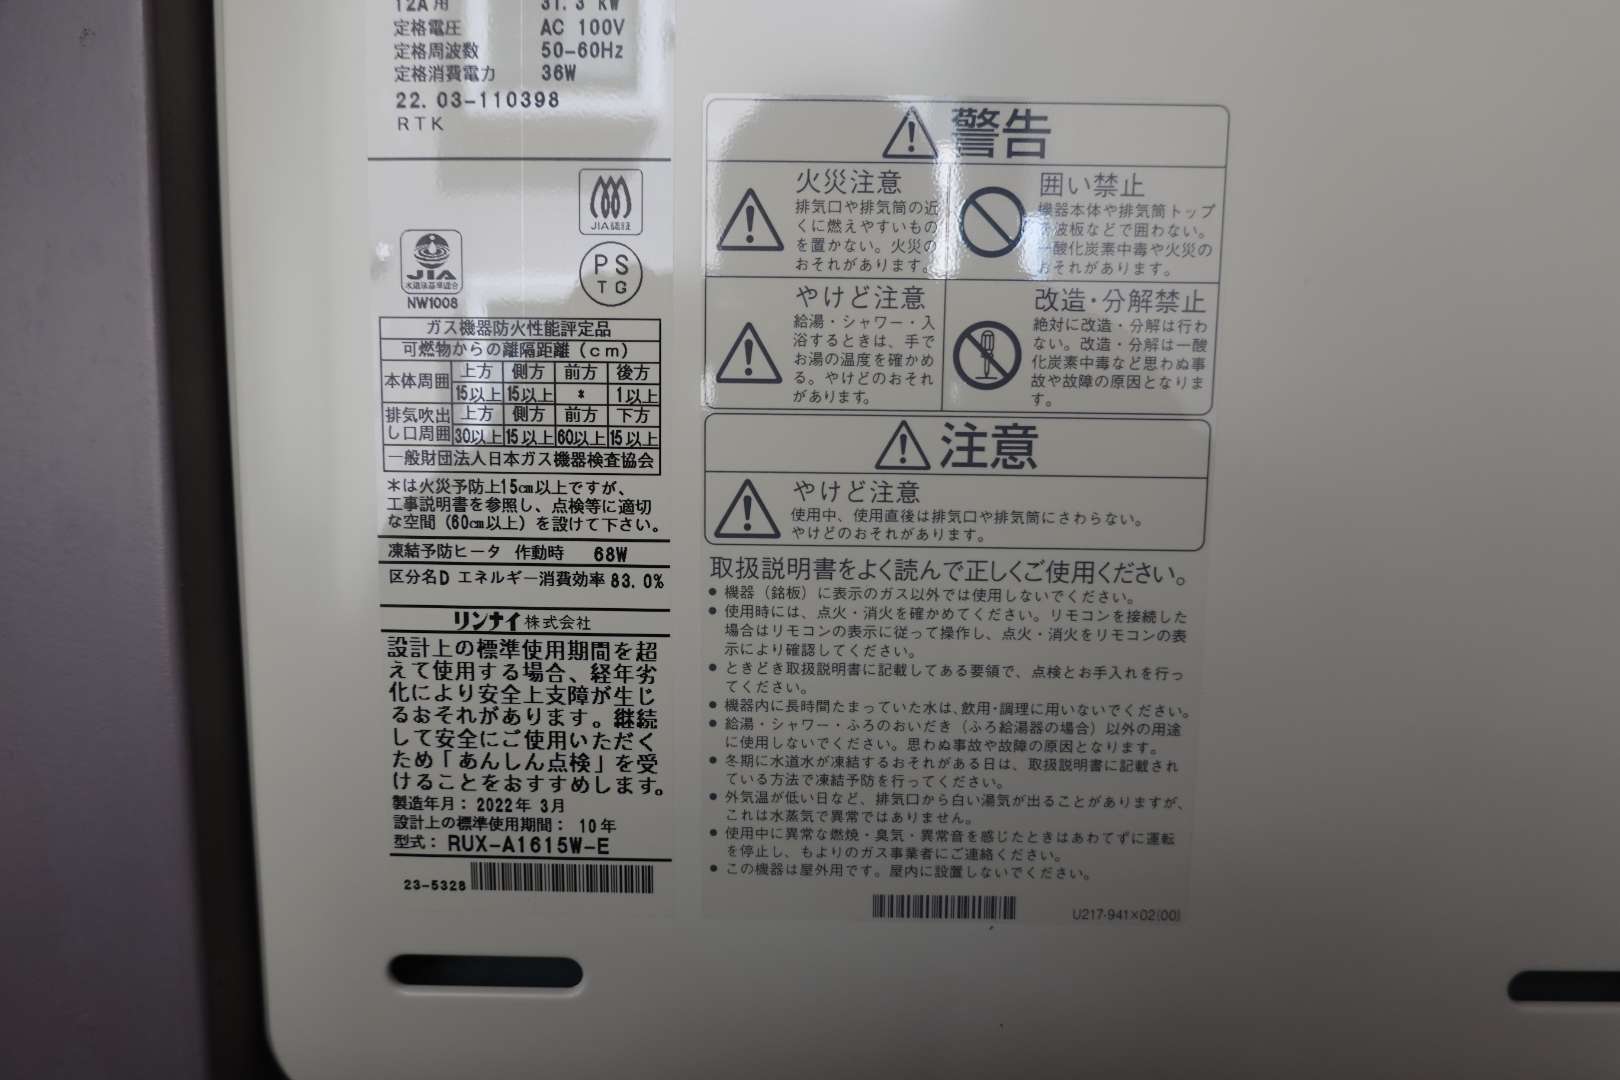 12A用 31.3 kW
定格電圧 AC 100V
定格周波数 50-60Hz
定格消費電力 36W
22.03-110398
RTK
JIA認証
JIA
水道法基準適合
NW1008
PS
TG
ガス機器防火性能評定品
可燃物からの離隔距離(cm)
本体周囲 上方 側方 前方 後方
15以上 15以上 * 1以上
排気吹出し口周囲 上方 側方 前方 下方
30以上 15以上 60以上 15以上
一般財団法人日本ガス機器検査協会
*は火災予防上15cm以上ですが、
工事説明書を参照し、点検等に適切
な空間(60cm以上)を設けて下さい。
凍結予防ヒータ 作動時 68W
区分名D エネルギー消費効率 83.0%
リンナイ株式会社
設計上の標準使用期間を超
えて使用する場合、経年劣
化により安全上支障が生じ
るおそれがあります。継続
して安全にご使用いただく
ため「あんしん点検」を受
けることをおすすめします。
製造年月: 2022年 3月
設計上の標準使用期間: 10年
型式: RUX-A1615W-E
23-5328
警告
火災注意
排気口や排気筒の近
くに燃えやすいもの
を置かない。火災の
おそれがあります。
囲い禁止
機器本体や排気筒トップ
を波板などで囲わない。
一酸化炭素中毒や火災の
おそれがあります。
やけど注意
給湯・シャワー・入
浴するときは、手で
お湯の温度を確かめ
る。やけどのおそれ
があります。
改造・分解禁止
絶対に改造・分解は行わ
ない。改造・分解は一酸
化炭素中毒など思わぬ事
故や故障の原因となりま
す。
注意
やけど注意
使用中、使用直後は排気口や排気筒にさわらない。
やけどのおそれがあります。
取扱説明書をよく読んで正しくご使用ください。
● 機器(銘板)に表示のガス以外では使用しないでください。
● 使用時には、点火・消火を確かめてください。リモコンを接続した
場合はリモコンの表示に従って操作し、点火・消火をリモコンの表
示により確認してください。
● ときどき取扱説明書に記載してある要領で、点検とお手入れを行っ
てください。
● 機器内に長時間たまっていた水は、飲用・調理に用いないでください。
● 給湯・シャワー・ふろのおいだき(ふろ給湯器の場合)以外の用途
に使用しないでください。思わぬ事故や故障の原因となります。
● 冬期に水道水が凍結するおそれがある日は、取扱説明書に記載され
ている方法で凍結予防を行ってください。
● 外気温が低い日など、排気口から白い湯気が出ることがありますが、
これは水蒸気で異常ではありません。
● 使用中に異常な燃焼・臭気・異常音を感じたときはあわてずに運転
を停止し、もよりのガス事業者にご連絡ください。
● この機器は屋外用です。屋内に設置しないでください。
U217-941×02(00)